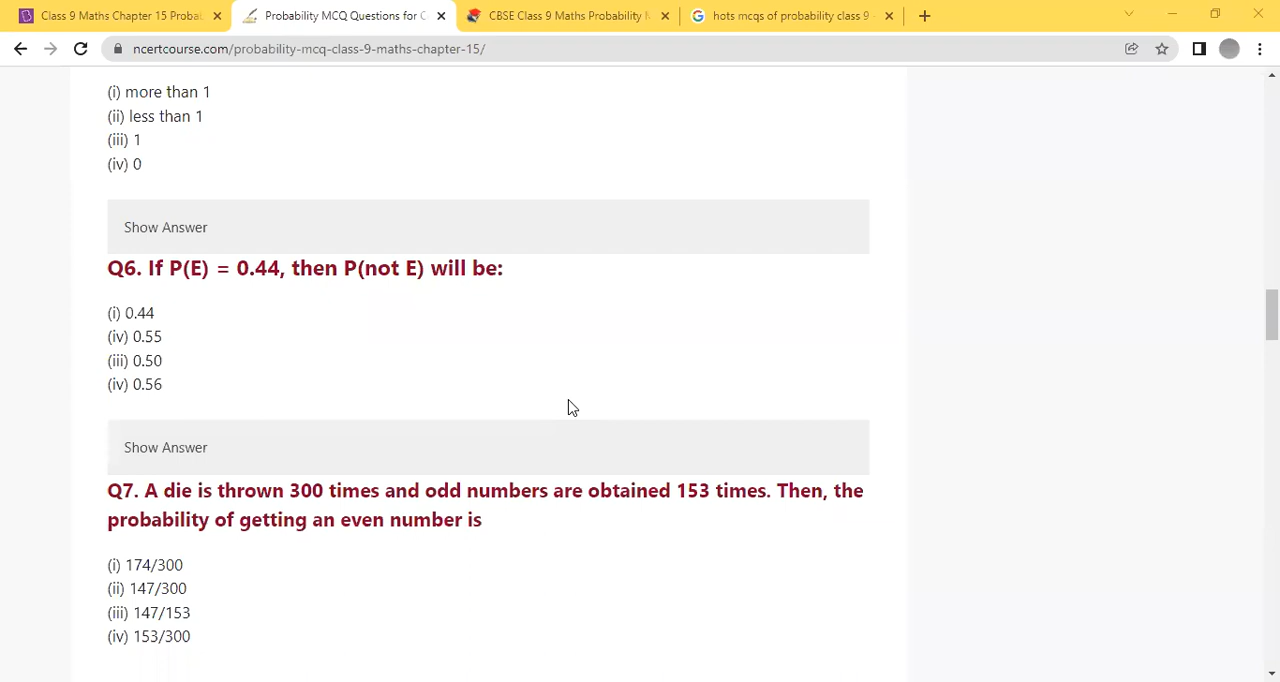 Class 9 Maths Chapter 15 Probat
Probability MCQ Questions for C
CBSE Class 9 Maths Probability
hots mcqs of probability class 9
ncertcourse.com/probability-mcq-class-9-maths-chapter-15/
(i) more than 1
(ii) less than 1
(iii) 1
(iv) 0
Show Answer
Q6. If P(E) = 0.44, then P(not E) will be:
(i) 0.44
(iv) 0.55
(iii) 0.50
(iv) 0.56
Show Answer
Q7. A die is thrown 300 times and odd numbers are obtained 153 times. Then, the
probability of getting an even number is
(i) 174/300
(ii) 147/300
(iii) 147/153
(iv) 153/300